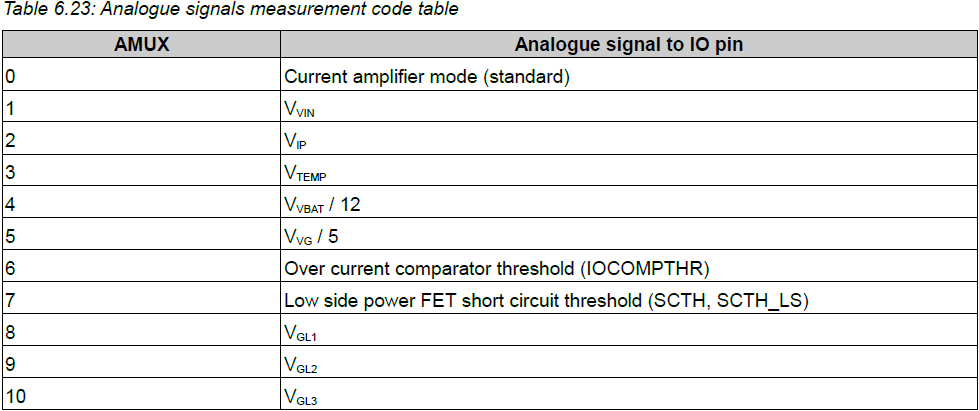 Table 6.23: Analogue signals measurement code table
AMUX Analogue signal to IO pin
0 Current amplifier mode (standard)
1 VVIN
2 VIP
3 VTEMP
4 VVBAT / 12
5 VVG / 5
6 Over current comparator threshold (IOCOMPTHR)
7 Low side power FET short circuit threshold (SCTH, SCTH_LS)
8 VGL1
9 VGL2
10 VGL3